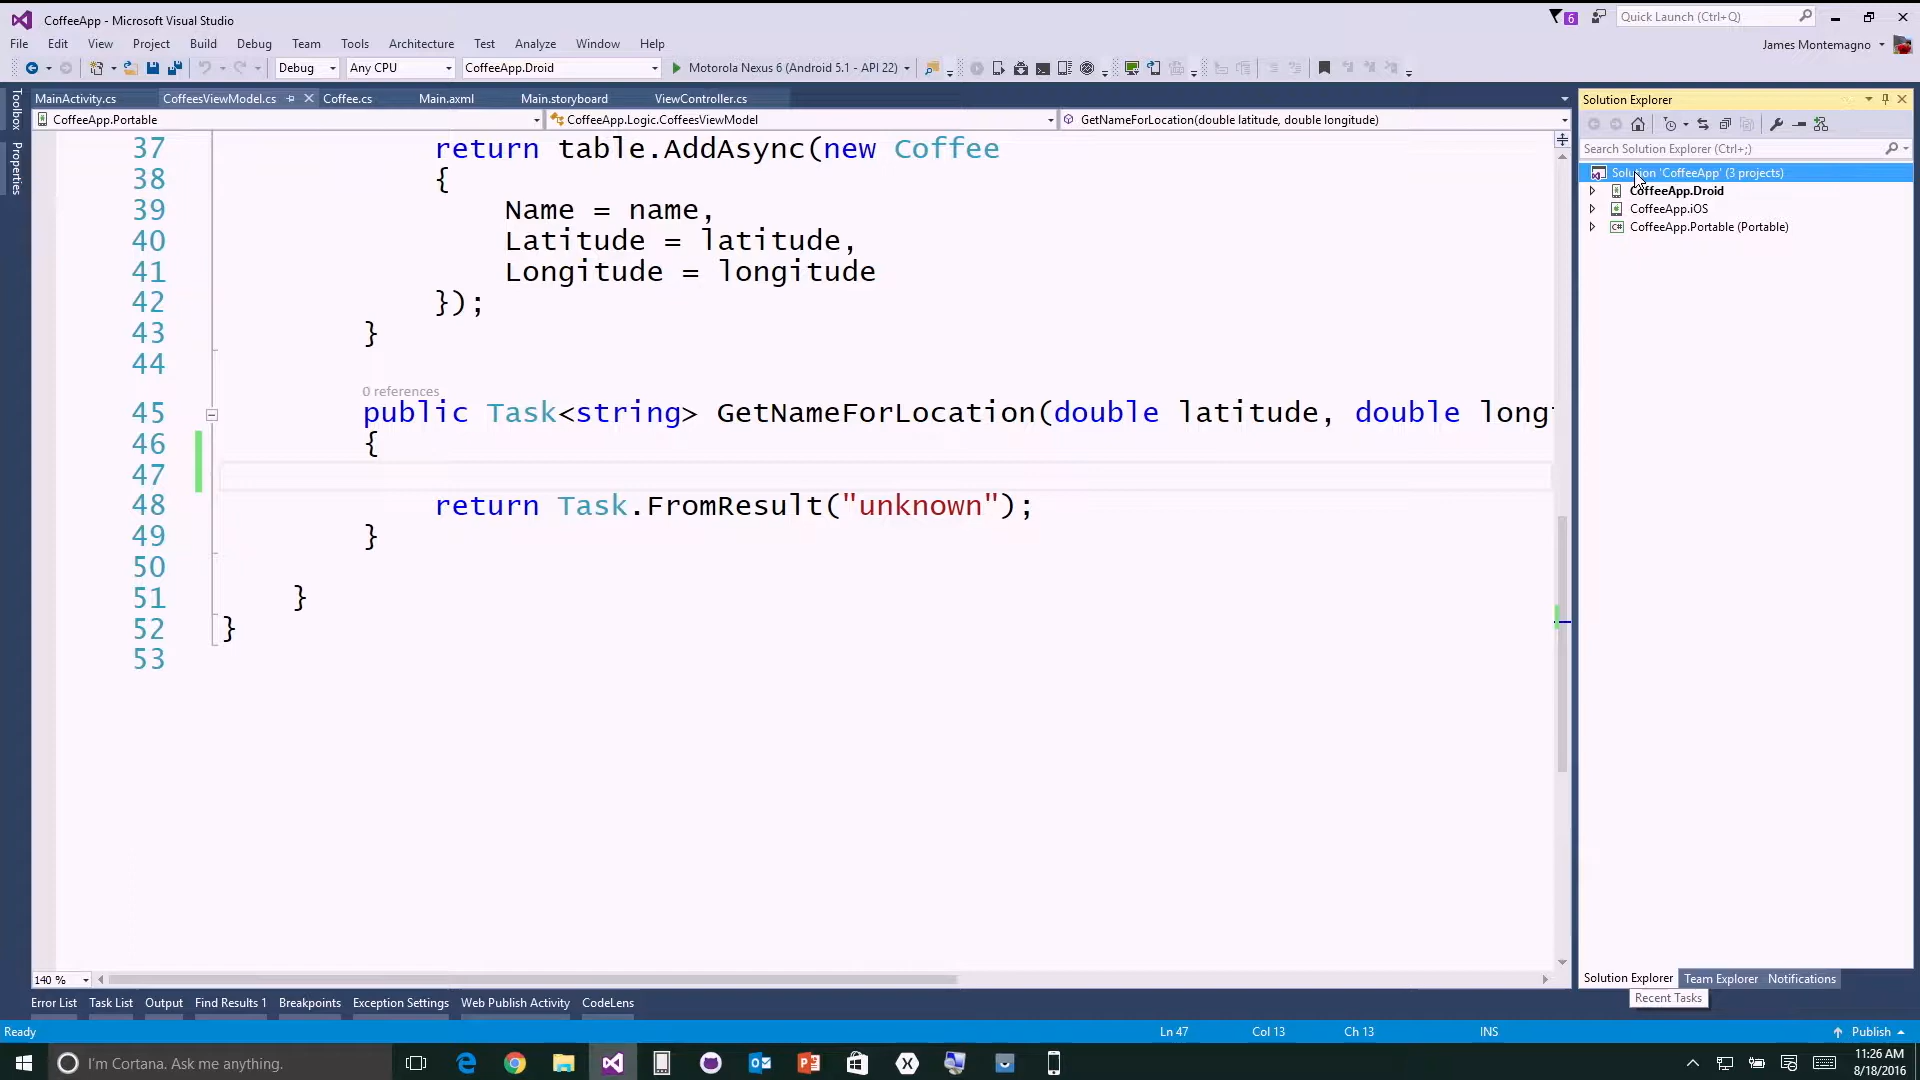 CoffeeApp - Microsoft Visual Studio
6
Quick Launch (Ctrl+Q)
File Edit View Project Build Debug Team Tools Architecture Test Analyze Window Help
James Montemagno
Debug Any CPU CoffeeApp.Droid Motorola Nexus 6 (Android 5.1 - API 22)
Toolbox
Properties
MainActivity.cs CoffeesViewModel.cs Coffee.cs Main.axml Main.storyboard ViewController.cs
CoffeeApp.Portable CoffeeApp.Logic.CoffeesViewModel GetNameForLocation(double latitude, double longitude)
37 return table.AddAsync(new Coffee
38 {
39 Name = name,
40 Latitude = latitude,
41 Longitude = longitude
42 });
43 }
44
0 references
45 public Task<string> GetNameForLocation(double latitude, double longi
46 {
47
48 return Task.FromResult("unknown");
49 }
50
51 }
52 }
53
140 %
Solution Explorer
Search Solution Explorer (Ctrl+;)
Solution 'CoffeeApp' (3 projects)
CoffeeApp.Droid
CoffeeApp.iOS
C# CoffeeApp.Portable (Portable)
Solution Explorer Team Explorer Notifications
Recent Tasks
Error List Task List Output Find Results 1 Breakpoints Exception Settings Web Publish Activity CodeLens
Ready Ln 47 Col 13 Ch 13 INS Publish
I'm Cortana. Ask me anything.
11:26 AM
8/18/2016